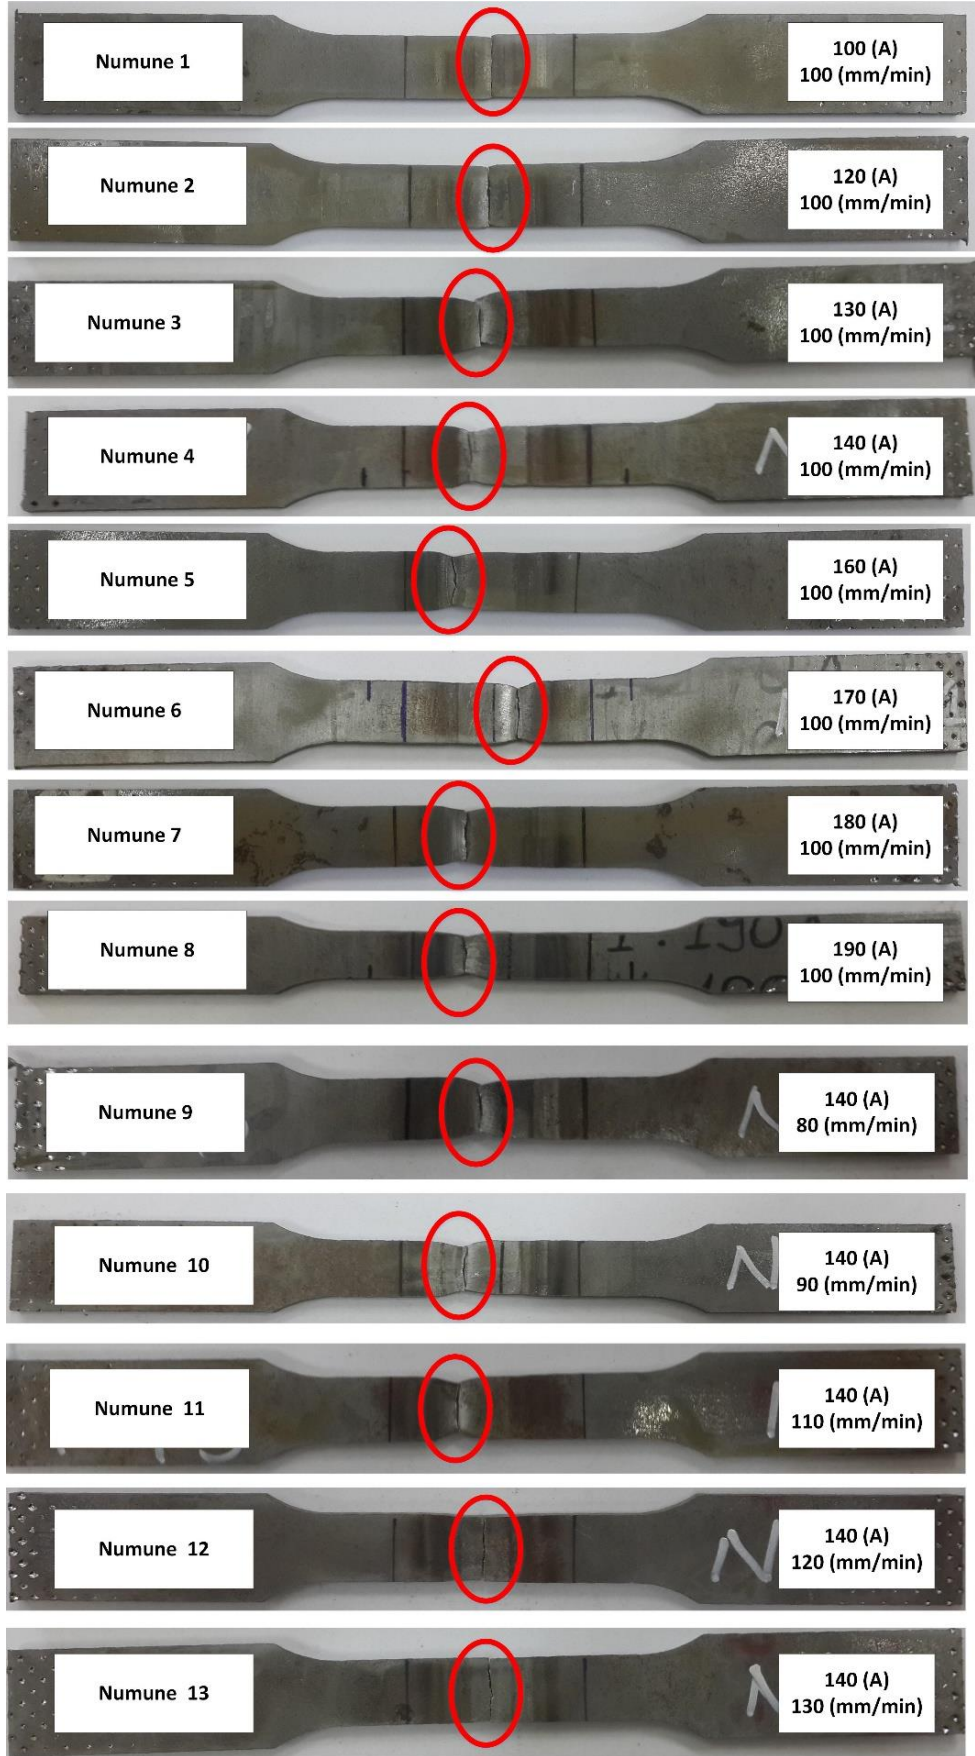 Numune 1
100 (A)
100 (mm/min)
Numune 2
120 (A)
100 (mm/min)
Numune 3
130 (A)
100 (mm/min)
Numune 4
140 (A)
100 (mm/min)
Numune 5
160 (A)
100 (mm/min)
Numune 6
170 (A)
100 (mm/min)
Numune 7
180 (A)
100 (mm/min)
Numune 8
190 (A)
100 (mm/min)
Numune 9
N
140 (A)
80 (mm/min)
Numune 10
N
140 (A)
90 (mm/min)
Numune 11
140 (A)
110 (mm/min)
Numune 12
N
140 (A)
120 (mm/min)
Numune 13
N
140 (A)
130 (mm/min)